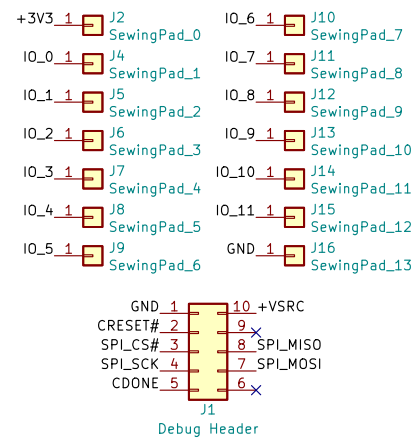 +3V3 1 J2
SewingPad_0
IO_0 1 J4
SewingPad_1
IO_1 1 J5
SewingPad_2
IO_2 1 J6
SewingPad_3
IO_3 1 J7
SewingPad_4
IO_4 1 J8
SewingPad_5
IO_5 1 J9
SewingPad_6
IO_6 1 J10
SewingPad_7
IO_7 1 J11
SewingPad_8
IO_8 1 J12
SewingPad_9
IO_9 1 J13
SewingPad_10
IO_10 1 J14
SewingPad_11
IO_11 1 J15
SewingPad_12
GND 1 J16
SewingPad_13
GND 1 10 +VSRC
CRESET# 2 9
SPI_CS# 3 8 SPI_MISO
SPI_SCK 4 7 SPI_MOSI
CDONE 5 6
J1
Debug Header